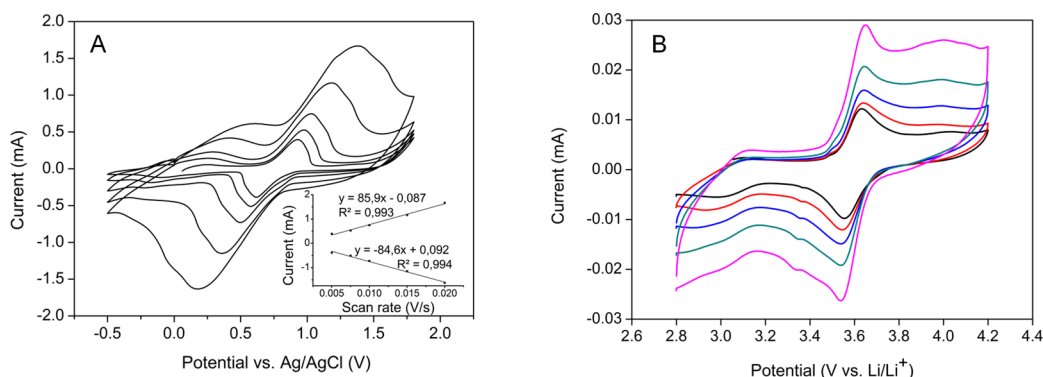 A
2.0
1.5
1.0
0.5
0.0
-0.5
-1.0
-1.5
-2.0
Current (mA)
-0.5 0.0 0.5 1.0 1.5 2.0
Potential vs. Ag/AgCl (V)
y = 85,9x - 0,087
R² = 0,993
y = -84,6x + 0,092
R² = 0,994
2
1
0
-1
Current (mA)
0.005 0.010 0.015 0.020
Scan rate (V/s)
B
0.03
0.02
0.01
0.00
-0.01
-0.02
-0.03
Current (mA)
2.6 2.8 3.0 3.2 3.4 3.6 3.8 4.0 4.2 4.4
Potential (V vs. Li/Li⁺)